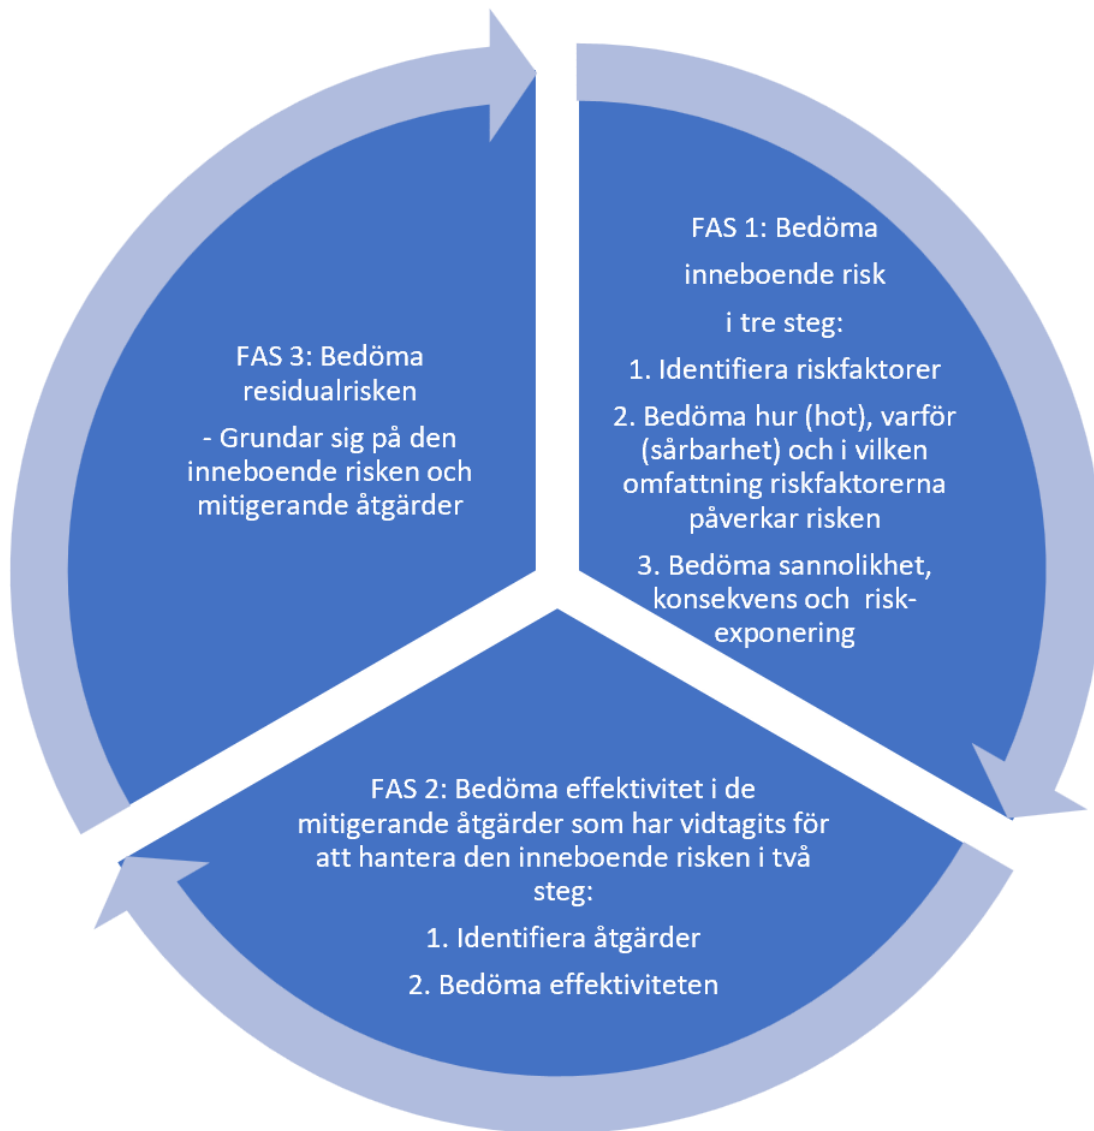 FAS 1: Bedöma
inneboende risk
i tre steg:
1. Identifiera riskfaktorer
2. Bedöma hur (hot), varför
(sårbarhet) och i vilken
omfattning riskfaktorerna
påverkar risken
3. Bedöma sannolikhet,
konsekvens och risk-
exponering
FAS 2: Bedöma effektivitet i de
mitigerande åtgärder som har vidtagits för
att hantera den inneboende risken i två
steg:
1. Identifiera åtgärder
2. Bedöma effektiviteten
FAS 3: Bedöma
residualrisken
- Grundar sig på den
inneboende risken och
mitigerande åtgärder